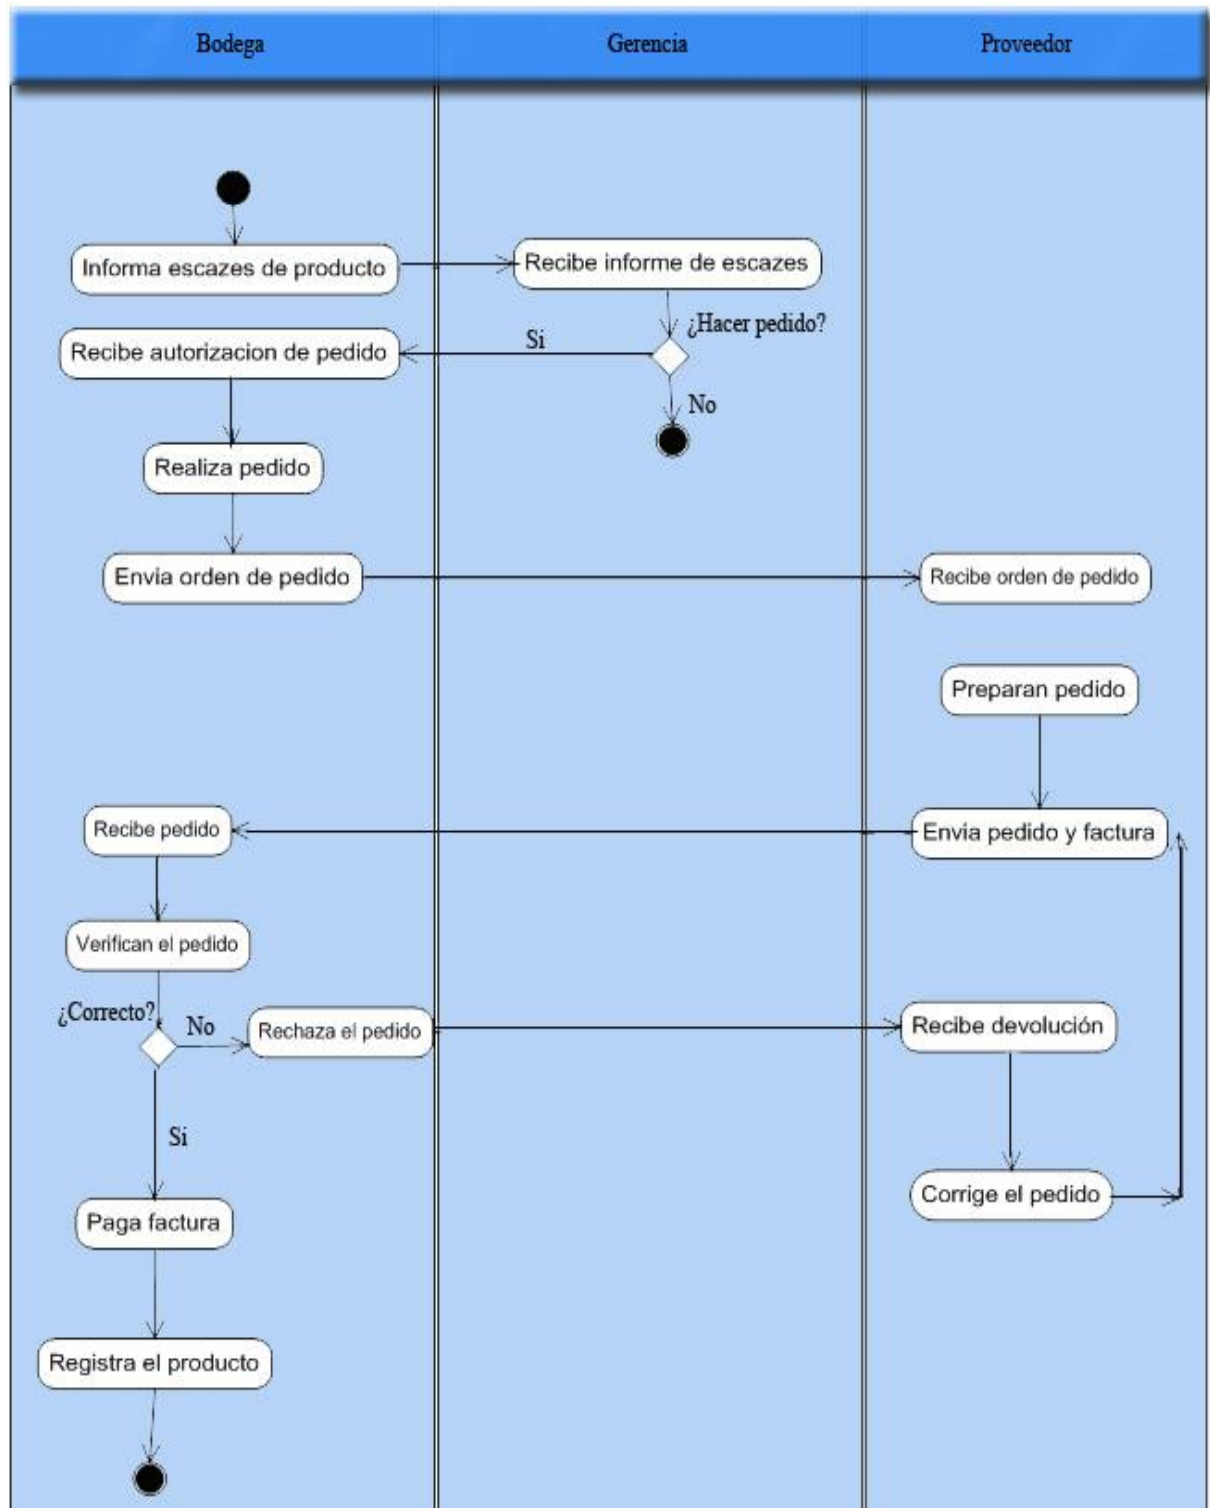 Bodega
Gerencia
Proveedor
Informa escazes de producto
Recibe informe de escazes
¿Hacer pedido?
Si
Recibe autorizacion de pedido
No
Realiza pedido
Envia orden de pedido
Recibe orden de pedido
Preparan pedido
Recibe pedido
Envia pedido y factura
Verifican el pedido
¿Correcto?
No
Rechaza el pedido
Recibe devolución
Si
Corrige el pedido
Paga factura
Registra el producto